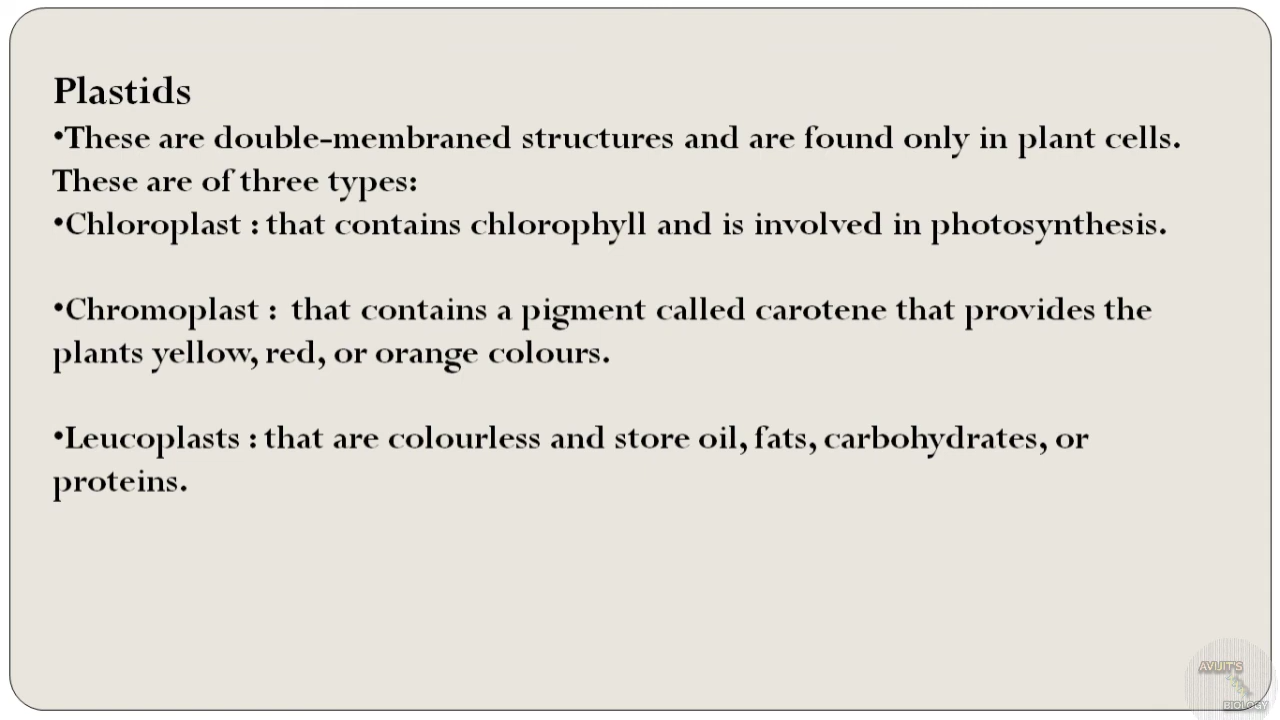 Plastids
•These are double-membraned structures and are found only in plant cells.
These are of three types:
•Chloroplast : that contains chlorophyll and is involved in photosynthesis.
•Chromoplast :  that contains a pigment called carotene that provides the
plants yellow, red, or orange colours.
•Leucoplasts : that are colourless and store oil, fats, carbohydrates, or
proteins.
AVIJIT'S
BIOLOGY